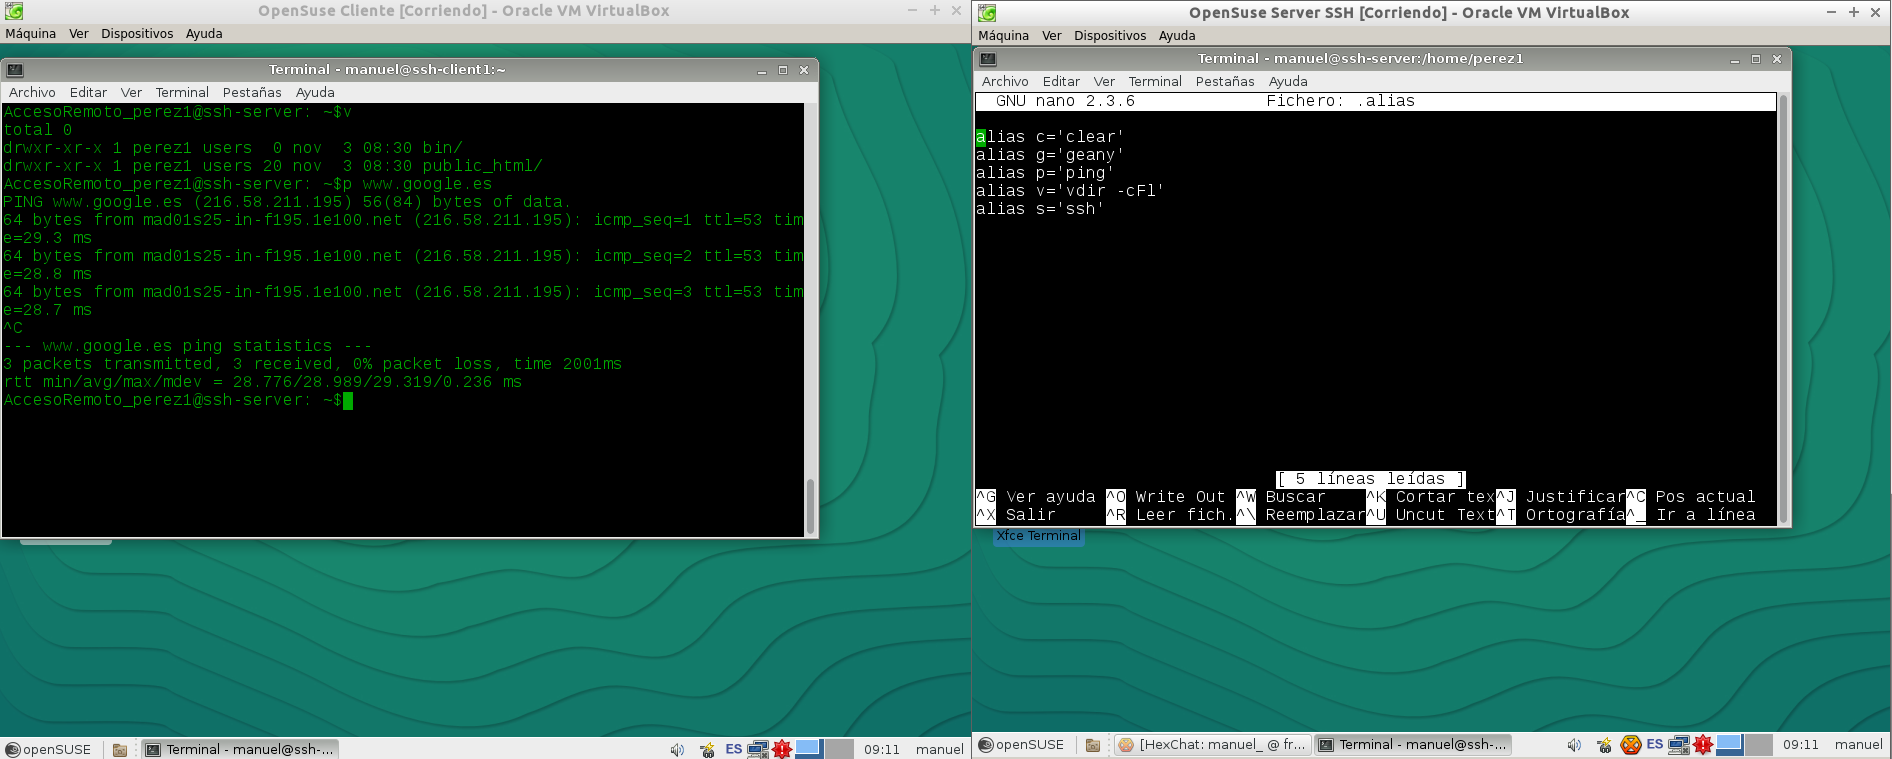 OpenSuse Cliente [Corriendo] - Oracle VM VirtualBox
Máquina Ver Dispositivos Ayuda
Terminal - manuel@ssh-client1:~
Archivo Editar Ver Terminal Pestañas Ayuda
AccesoRemoto_perez1@ssh-server: ~$v
total 0
drwxr-xr-x 1 perez1 users  0 nov  3 08:30 bin/
drwxr-xr-x 1 perez1 users 20 nov  3 08:30 public_html/
AccesoRemoto_perez1@ssh-server: ~$p www.google.es
PING www.google.es (216.58.211.195) 56(84) bytes of data.
64 bytes from mad01s25-in-f195.1e100.net (216.58.211.195): icmp_seq=1 ttl=53 tim
e=29.3 ms
64 bytes from mad01s25-in-f195.1e100.net (216.58.211.195): icmp_seq=2 ttl=53 tim
e=28.8 ms
64 bytes from mad01s25-in-f195.1e100.net (216.58.211.195): icmp_seq=3 ttl=53 tim
e=28.7 ms
^C
--- www.google.es ping statistics ---
3 packets transmitted, 3 received, 0% packet loss, time 2001ms
rtt min/avg/max/mdev = 28.776/28.989/29.319/0.236 ms
AccesoRemoto_perez1@ssh-server: ~$
openSUSE Terminal - manuel@ssh-... ES 09:11 manuel
OpenSuse Server SSH [Corriendo] - Oracle VM VirtualBox
Máquina Ver Dispositivos Ayuda
Terminal - manuel@ssh-server:/home/perez1
Archivo Editar Ver Terminal Pestañas Ayuda
GNU nano 2.3.6 Fichero: .alias
alias c='clear'
alias g='geany'
alias p='ping'
alias v='vdir -cFl'
alias s='ssh'
[ 5 líneas leídas ]
^G Ver ayuda ^O Write Out ^W Buscar ^K Cortar tex^J Justificar^C Pos actual
^X Salir ^R Leer fich.^\ Reemplazar^U Uncut Text^T Ortografía^_ Ir a línea
Xfce Terminal
openSUSE [HexChat: manuel_ @ fr... Terminal - manuel@ssh-... ES 09:11 manuel